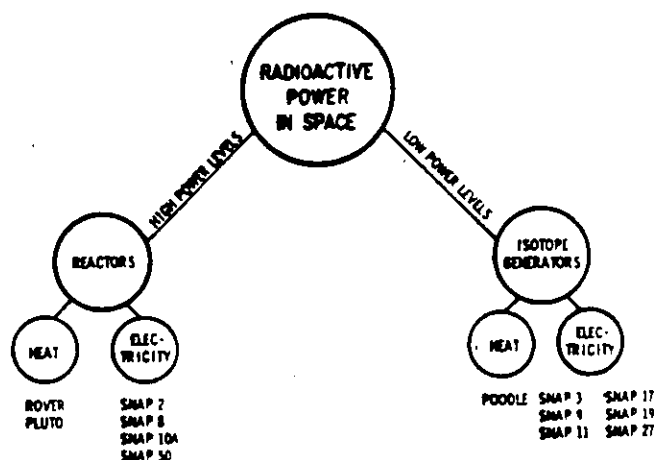 RADIOACTIVE
POWER
IN SPACE
HIGH POWER LEVELS
LOW POWER LEVELS
REACTORS
ISOTOPE
GENERATORS
HEAT
ELEC-
TRICITY
HEAT
ELEC-
TRICITY
ROVER
PLUTO
SNAP 2
SNAP 8
SNAP 10A
SNAP 50
POODLE
SNAP 3
SNAP 9
SNAP 11
SNAP 17
SNAP 19
SNAP 27